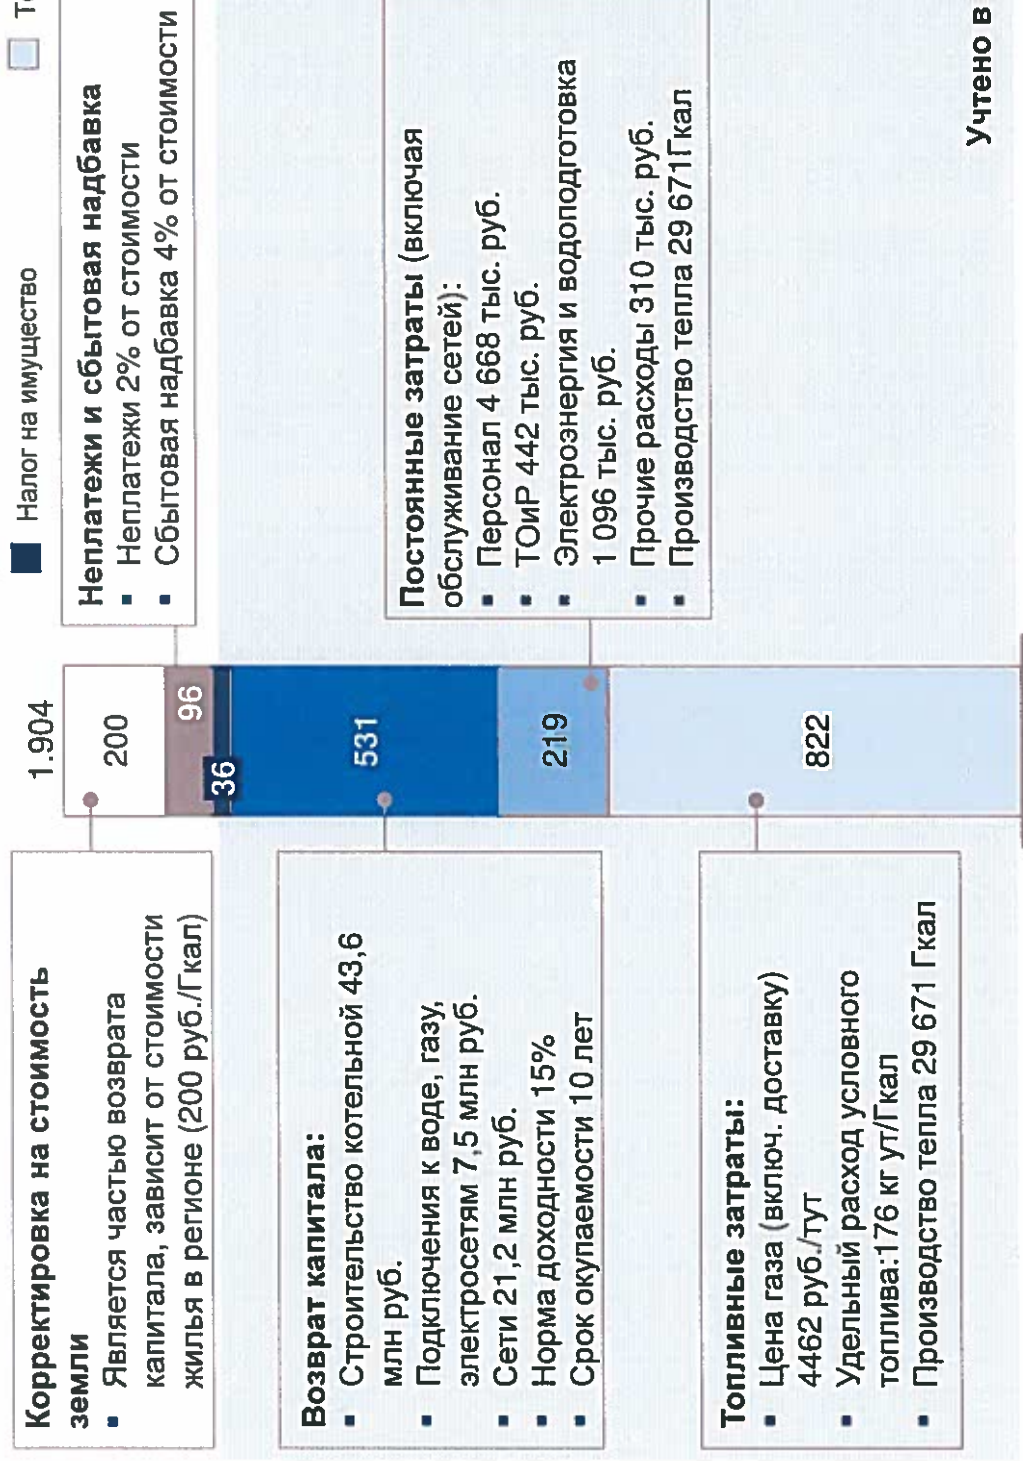 Налог на имущество
Корректировка на стоимость
земли
▪ Является частью возврата
капитала, зависит от стоимости
жилья в регионе (200 руб./Гкал)
Возврат капитала:
▪ Строительство котельной 43,6
млн руб.
▪ Подключения к воде, газу,
электросетям 7,5 млн руб.
▪ Сети 21,2 млн руб.
▪ Норма доходности 15%
▪ Срок окупаемости 10 лет
Топливные затраты:
▪ Цена газа (включ. доставку)
4462 руб./тут
▪ Удельный расход условного
топлива:176 кг ут/Гкал
▪ Производство тепла 29 671 Гкал
1.904
200
96
36
531
219
822
Неплатежи и сбытовая надбавка
▪ Неплатежи 2% от стоимости
▪ Сбытовая надбавка 4% от стоимости
Постоянные затраты (включая
обслуживание сетей):
▪ Персонал 4 668 тыс. руб.
▪ ТОиР 442 тыс. руб.
▪ Электроэнергия и водоподготовка
1 096 тыс. руб.
▪ Прочие расходы 310 тыс. руб.
▪ Производство тепла 29 671Гкал
Учтено в